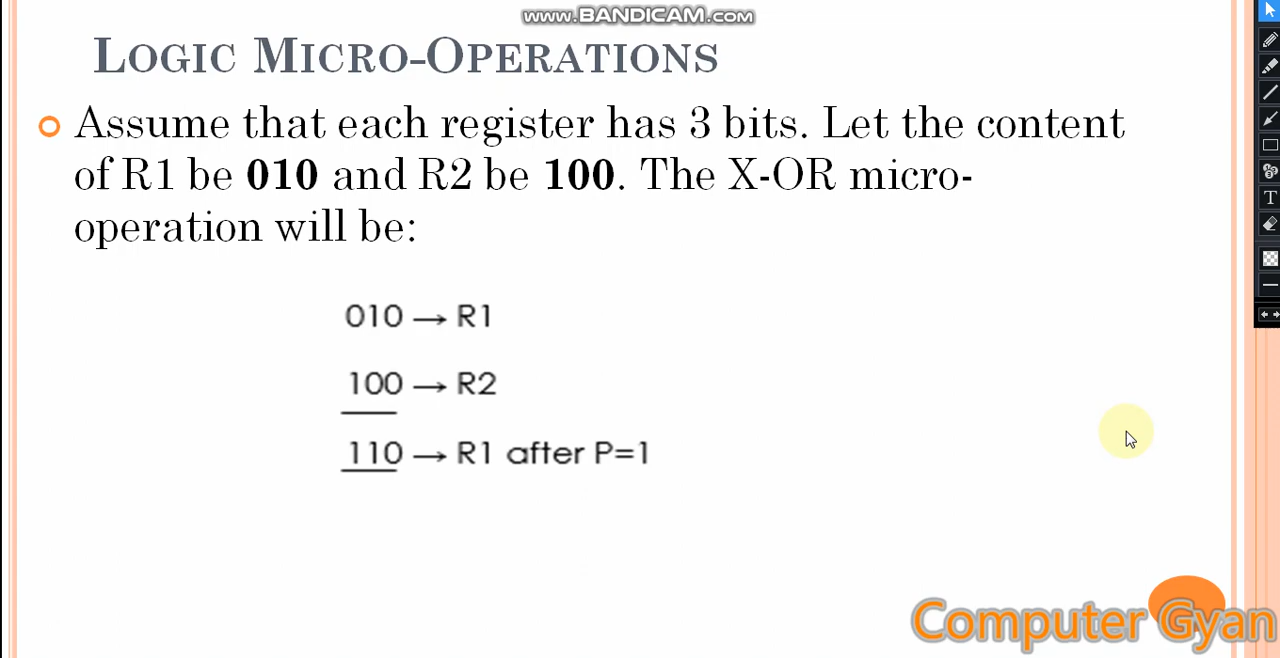 www.BANDICAM.com
LOGIC MICRO-OPERATIONS
Assume that each register has 3 bits. Let the content
of R1 be 010 and R2 be 100. The X-OR micro-
operation will be:
010 → R1
100 → R2
110 → R1 after P=1
T
Computer Gyan